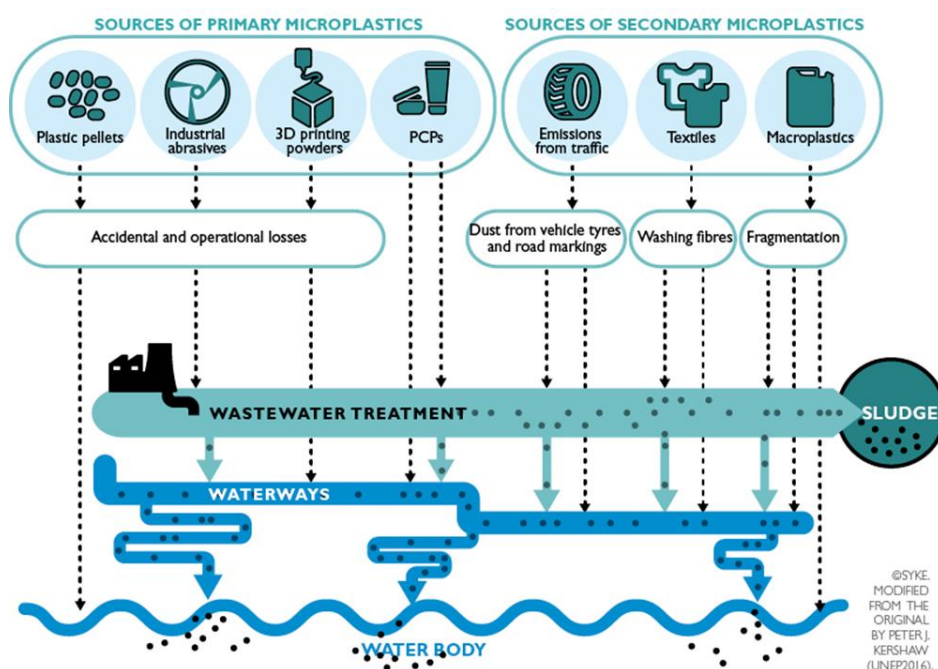 SOURCES OF PRIMARY MICROPLASTICS
SOURCES OF SECONDARY MICROPLASTICS
Plastic pellets
Industrial
abrasives
3D printing
powders
PCPs
Emissions
from traffic
Textiles
Macroplastics
Accidental and operational losses
Dust from vehicle tyres
and road markings
Washing fibres
Fragmentation
WASTEWATER TREATMENT
SLUDGE
WATERWAYS
WATER BODY
©SYKE.
MODIFIED
FROM THE
ORIGINAL
BY PETER J.
KERSHAW
(UNEP2016).